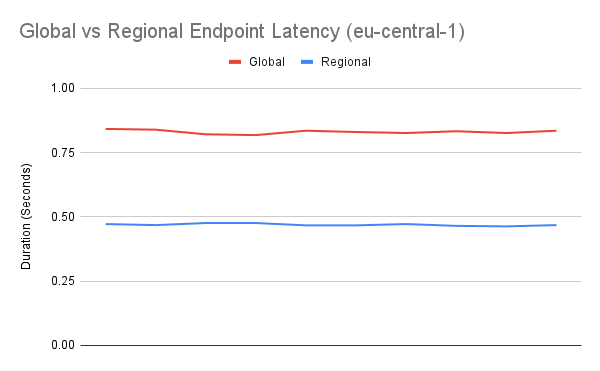 Global vs Regional Endpoint Latency (eu-central-1)
Global Regional
1.00
0.75
0.50
0.25
0.00
Duration (Seconds)